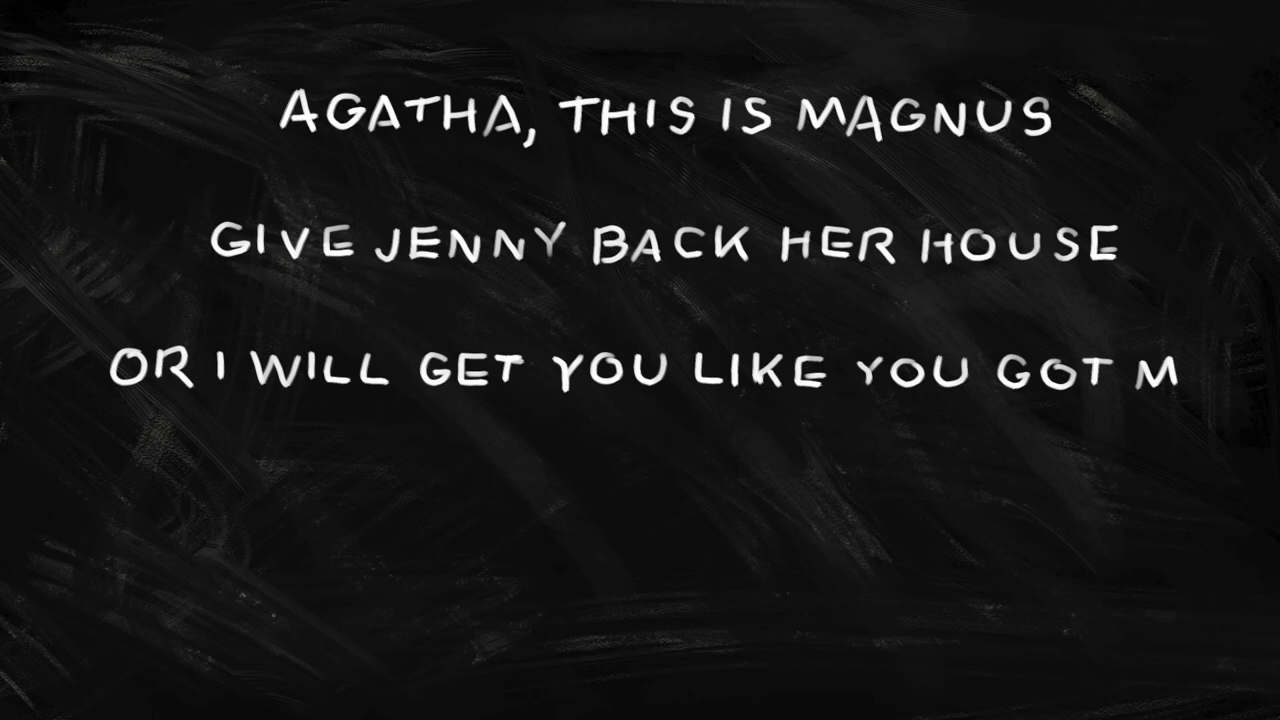 AGATHA, THIS IS MAGNUS
GIVE JENNY BACK HER HOUSE
OR I WILL GET YOU LIKE YOU GOT M